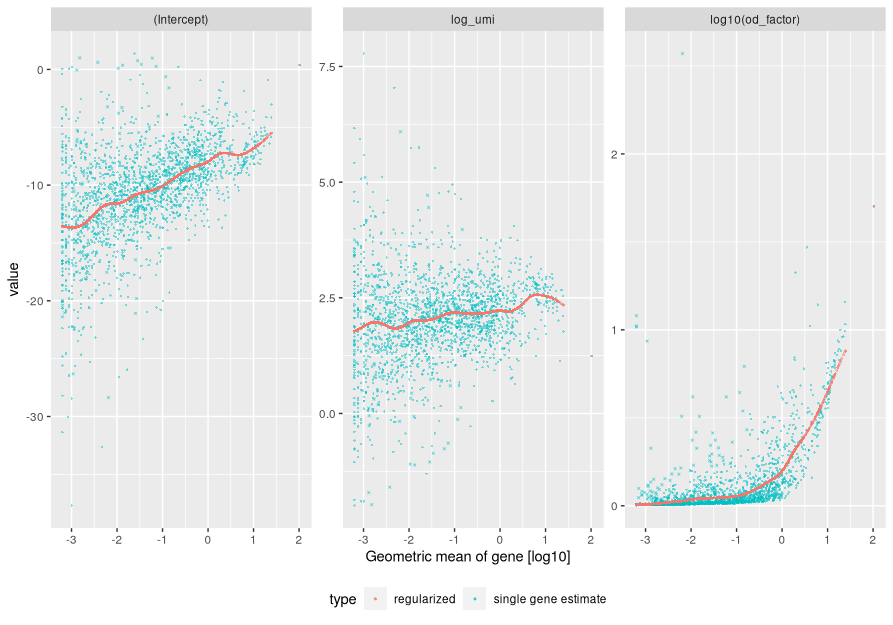 (Intercept)
log_umi
log10(od_factor)
value
0
-10
-20
-30
7.5
5.0
2.5
0.0
2
1
0
-3 -2 -1 0 1 2
-3 -2 -1 0 1 2
-3 -2 -1 0 1 2
Geometric mean of gene [log10]
type regularized single gene estimate